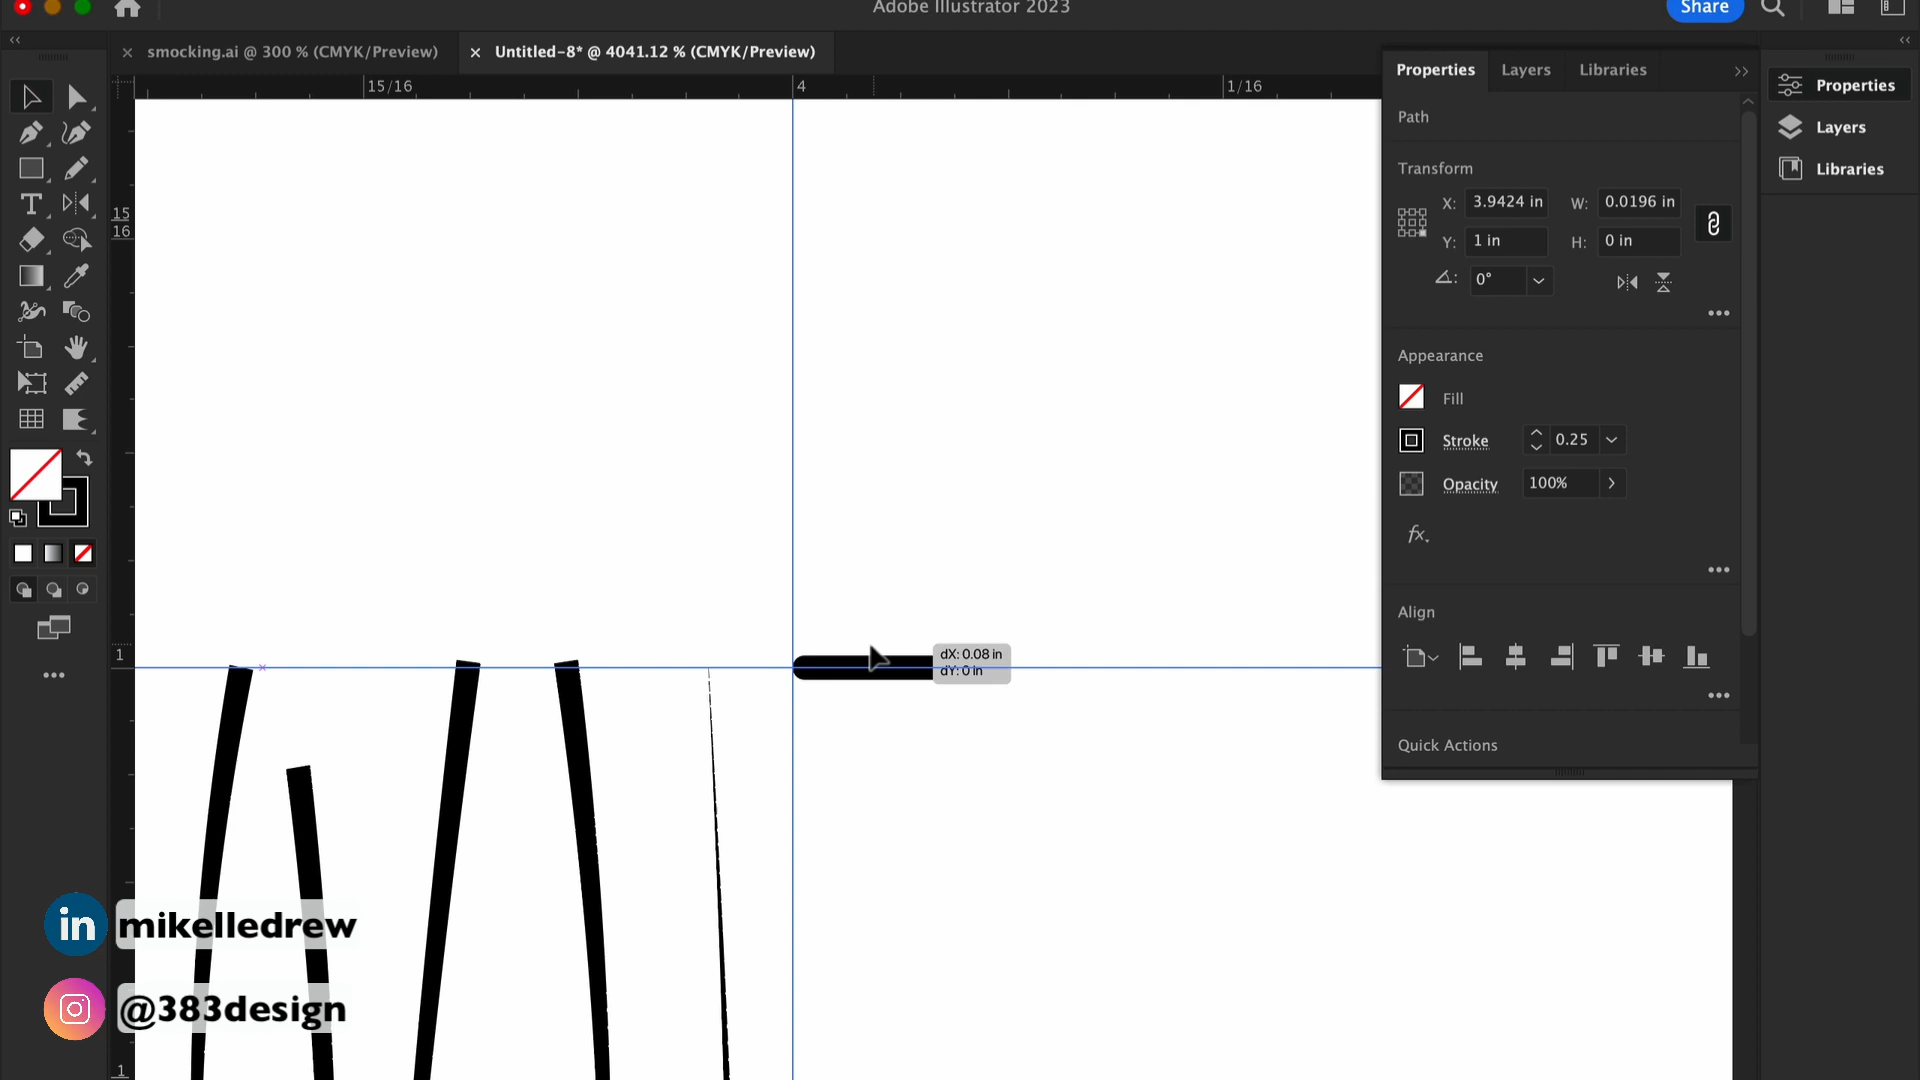 Adobe Illustrator 2023
Share
smocking.ai @ 300 % (CMYK/Preview)
Untitled-8* @ 4041.12 % (CMYK/Preview)
15/16
4
1/16
Properties
Layers
Libraries
Properties
Layers
Libraries
Path
Transform
X: 3.9424 in W: 0.0196 in
Y: 1 in H: 0 in
0°
Appearance
Fill
Stroke 0.25
Opacity 100%
fx.
Align
Quick Actions
15
16
1
dX: 0.08 in
dY: 0 in
in mikelledrew
@383design
1